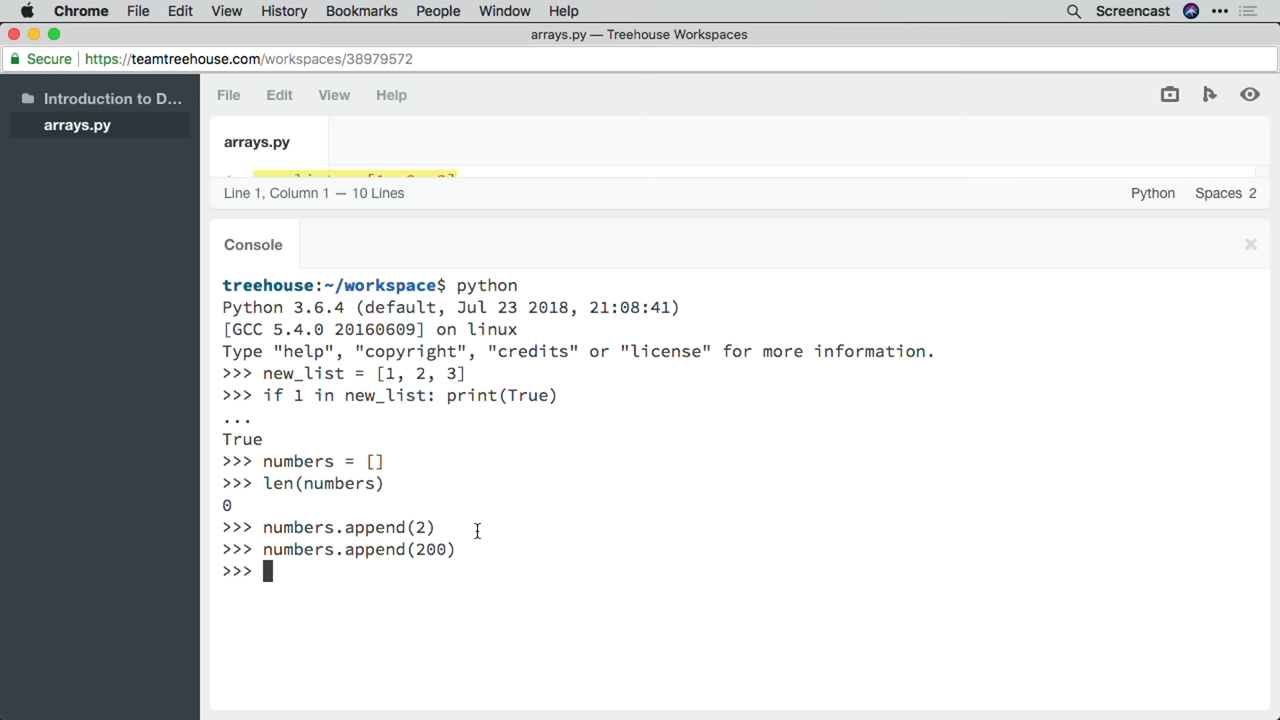 Chrome File Edit View History Bookmarks People Window Help Screencast
arrays.py — Treehouse Workspaces
Secure https://teamtreehouse.com/workspaces/38979572
Introduction to D...
arrays.py
File Edit View Help
arrays.py
Line 1, Column 1 — 10 Lines Python Spaces 2
Console
treehouse:~/workspace$ python
Python 3.6.4 (default, Jul 23 2018, 21:08:41)
[GCC 5.4.0 20160609] on linux
Type "help", "copyright", "credits" or "license" for more information.
>>> new_list = [1, 2, 3]
>>> if 1 in new_list: print(True)
...
True
>>> numbers = []
>>> len(numbers)
0
>>> numbers.append(2)
>>> numbers.append(200)
>>>